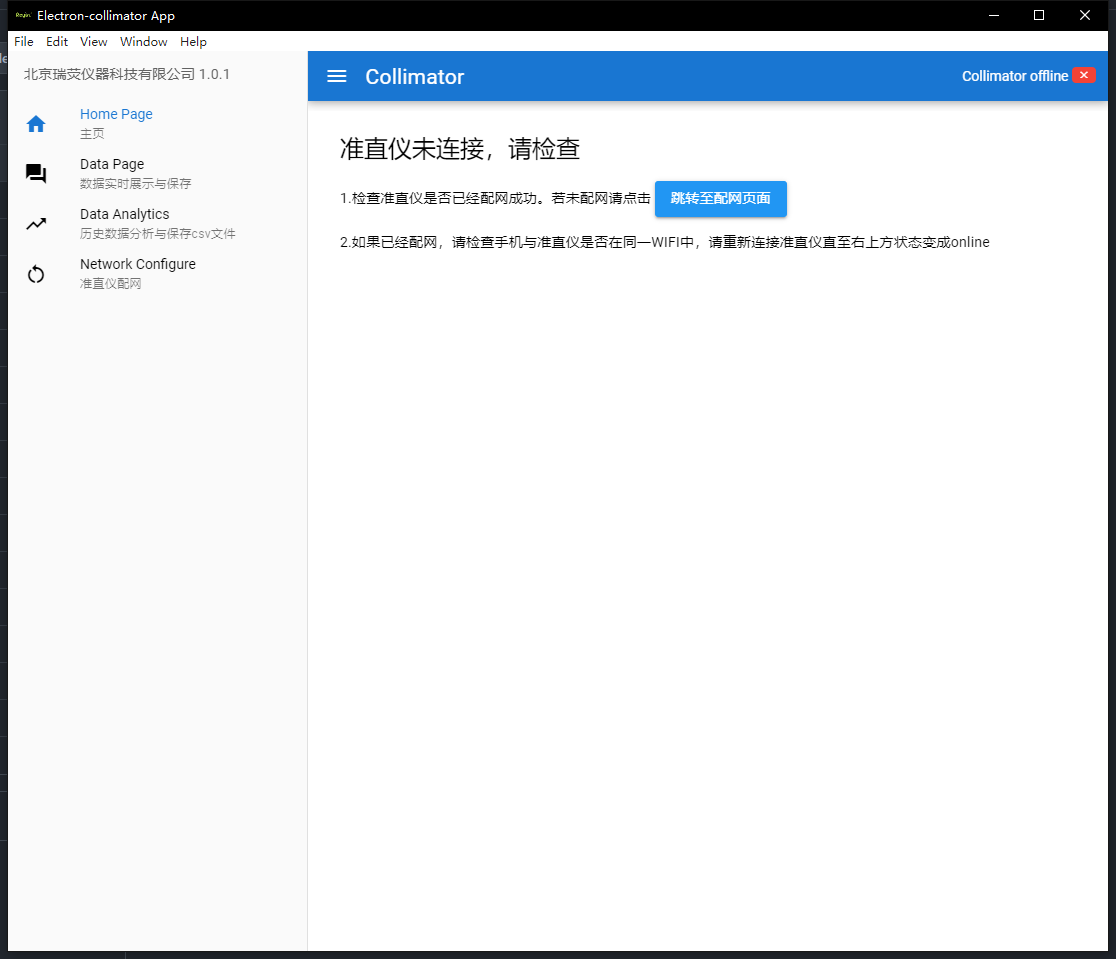 Electron-collimator App
File Edit View Window Help
北京瑞荧仪器科技有限公司 1.0.1
Home Page
主页
Data Page
数据实时展示与保存
Data Analytics
历史数据分析与保存csv文件
Network Configure
准直仪配网
Collimator
Collimator offline
准直仪未连接，请检查
1.检查准直仪是否已经配网成功。若未配网请点击 跳转至配网页面
2.如果已经配网，请检查手机与准直仪是否在同一WIFI中，请重新连接准直仪直至右上方状态变成online